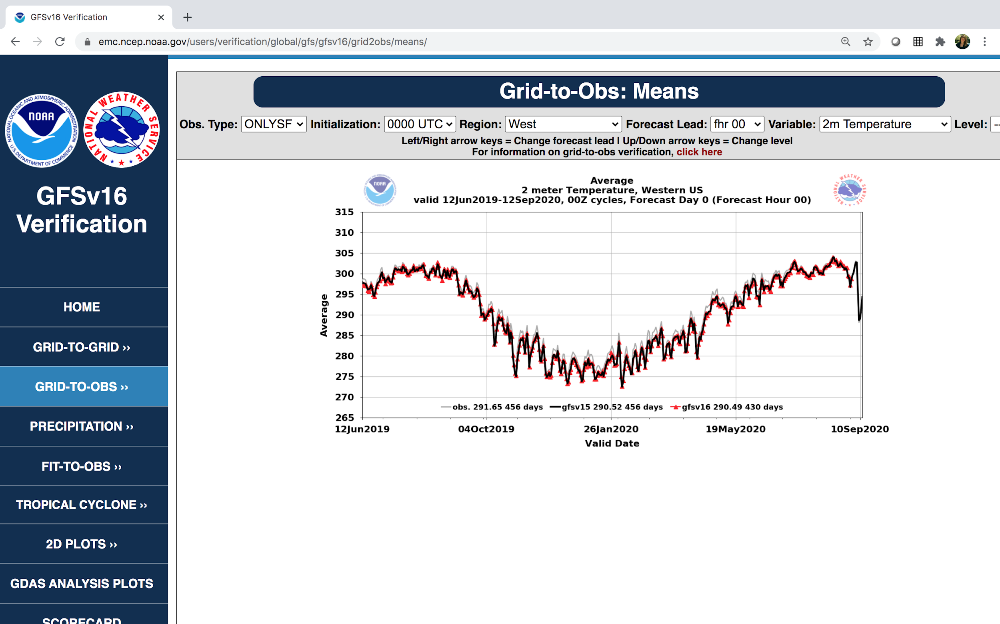 GFSv16 Verification
emc.ncep.noaa.gov/users/verification/global/gfs/gfsv16/grid2obs/means/
NATIONAL OCEANIC AND ATMOSPHERIC ADMINISTRATION
NOAA
U.S. DEPARTMENT OF COMMERCE
NATIONAL WEATHER SERVICE
GFSv16
Verification
HOME
GRID-TO-GRID ››
GRID-TO-OBS ››
PRECIPITATION ››
FIT-TO-OBS ››
TROPICAL CYCLONE ››
2D PLOTS ››
GDAS ANALYSIS PLOTS
SCORECARD
Grid-to-Obs: Means
Obs. Type: ONLYSF Initialization: 0000 UTC Region: West Forecast Lead: fhr 00 Variable: 2m Temperature Level: --
Left/Right arrow keys = Change forecast lead | Up/Down arrow keys = Change level
For information on grid-to-obs verification, click here
NOAA
NATIONAL WEATHER SERVICE
Average
2 meter Temperature, Western US
valid 12Jun2019-12Sep2020, 00Z cycles, Forecast Day 0 (Forecast Hour 00)
315
310
305
300
295
290
285
280
275
270
265
Average
obs. 291.65 456 days gfsv15 290.52 456 days gfsv16 290.49 430 days
12Jun2019 04Oct2019 26Jan2020 19May2020 10Sep2020
Valid Date